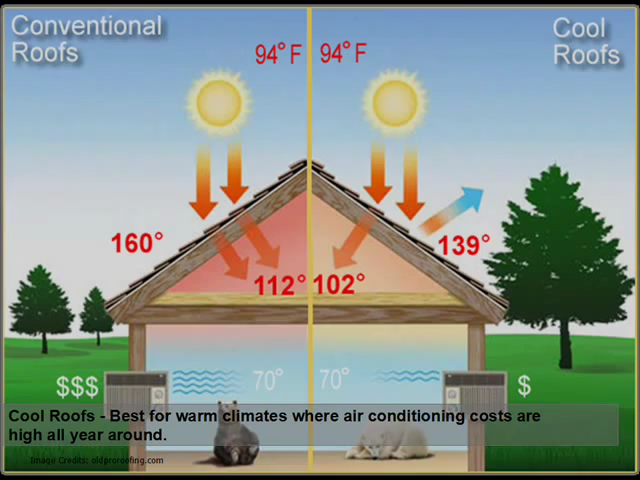 Conventional
Roofs
94° F
94° F
Cool
Roofs
160°
139°
112°
102°
$$$
70°
70°
$
Cool Roofs - Best for warm climates where air conditioning costs are
high all year around.
Image Credits: oldproroofing.com